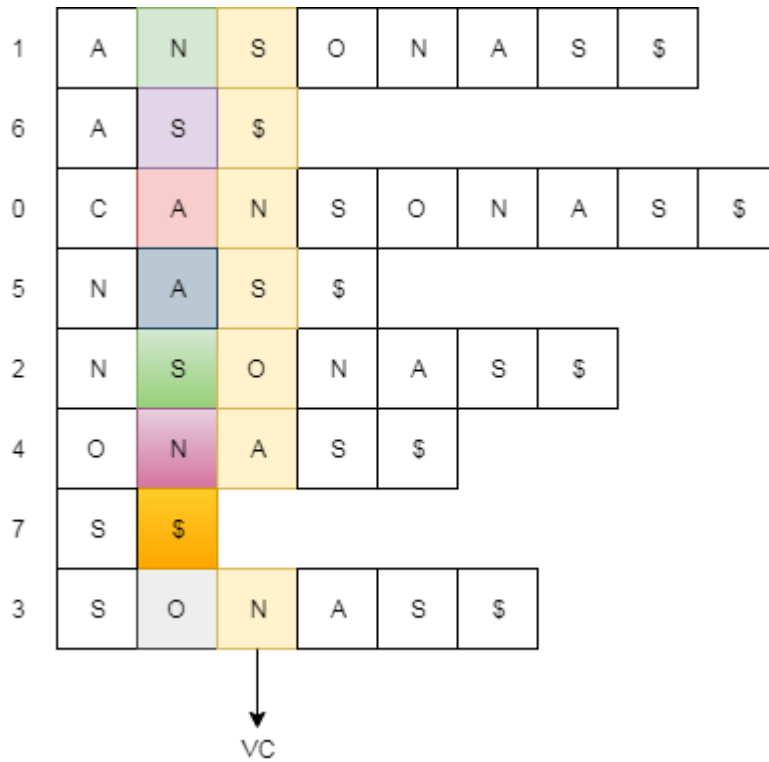 1 A N S O N A S $
6 A S $
0 C A N S O N A S $
5 N A S $
2 N S O N A S $
4 O N A S $
7 S $
3 S O N A S $
VC